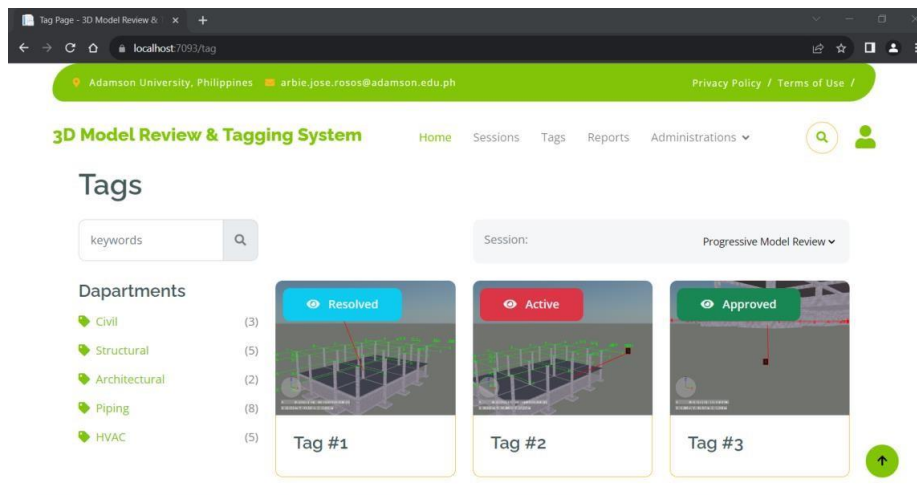 Tag Page - 3D Model Review &
localhost:7093/tag
Adamson University, Philippines arbie.jose.rosos@adamson.edu.ph Privacy Policy / Terms of Use /
3D Model Review & Tagging System Home Sessions Tags Reports Administrations
Tags
keywords Session: Progressive Model Review
Dapartments
Resolved Active Approved
Civil (3)
Structural (5)
Architectural (2)
Piping (8)
HVAC (5)
Tag #1 Tag #2 Tag #3